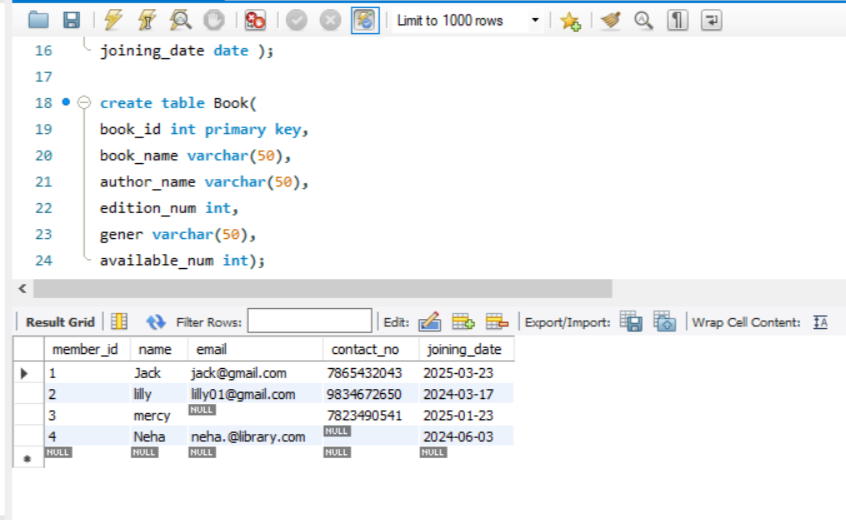 Limit to 1000 rows
16 joining_date date );
17
18 create table Book(
19 book_id int primary key,
20 book_name varchar(50),
21 author_name varchar(50),
22 edition_num int,
23 gener varchar(50),
24 available_num int);
Result Grid Filter Rows: Edit: Export/Import: Wrap Cell Content: IA
member_id name email contact_no joining_date
1 Jack jack@gmail.com 7865432043 2025-03-23
2 lilly lilly01@gmail.com 9834672650 2024-03-17
3 mercy NULL 7823490541 2025-01-23
4 Neha neha.@library.com NULL 2024-06-03
NULL NULL NULL NULL NULL